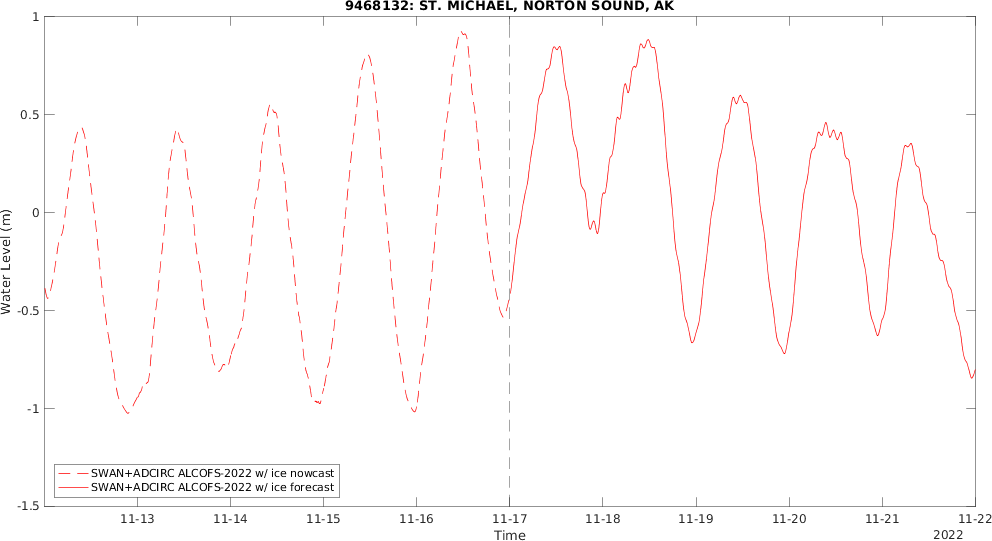 9468132: ST. MICHAEL, NORTON SOUND, AK
1
0.5
0
-0.5
-1
-1.5
Water Level (m)
SWAN+ADCIRC ALCOFS-2022 w/ ice nowcast
SWAN+ADCIRC ALCOFS-2022 w/ ice forecast
11-13 11-14 11-15 11-16 11-17 11-18 11-19 11-20 11-21 11-22
Time
2022